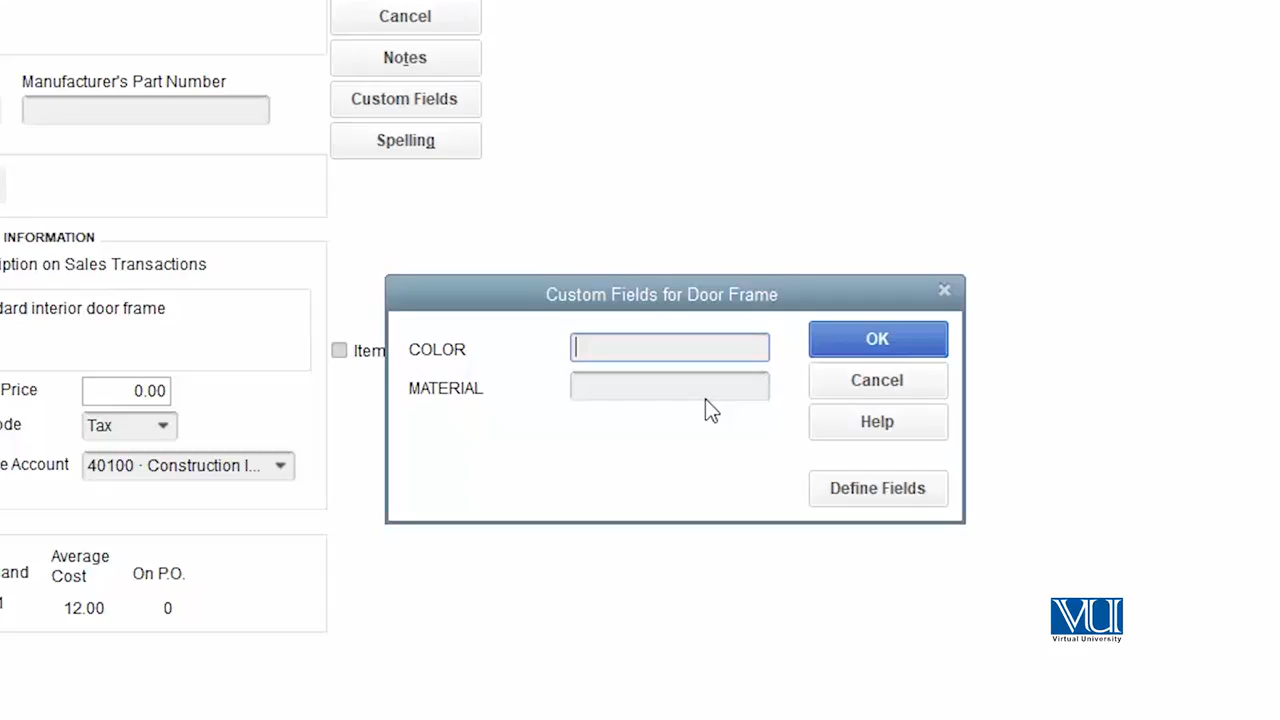 Cancel
Manufacturer's Part Number
Notes
Custom Fields
Spelling
INFORMATION
iption on Sales Transactions
dard interior door frame
Item
Price
0.00
ode
Tax
e Account
40100 · Construction I...
and
Average
Cost
On P.O.
12.00
0
Custom Fields for Door Frame
COLOR
OK
MATERIAL
Cancel
Help
Define Fields
VU
Virtual University